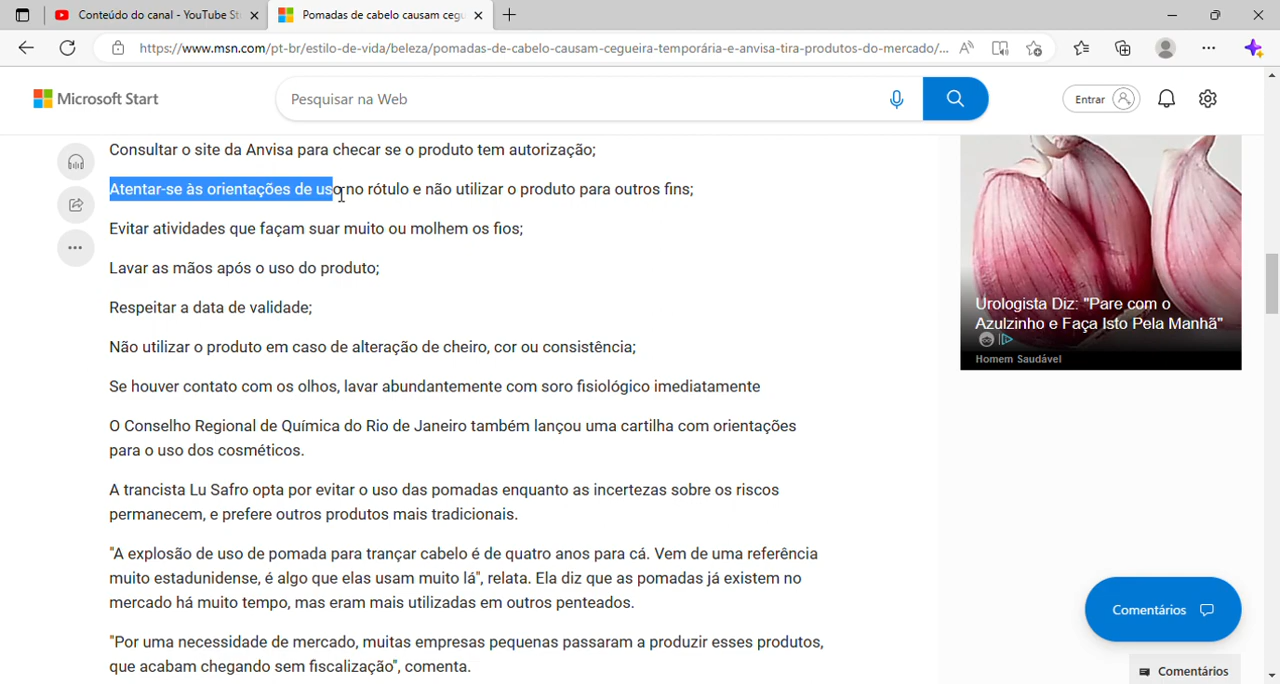 Conteúdo do canal - YouTube St
Pomadas de cabelo causam cegu
https://www.msn.com/pt-br/estilo-de-vida/beleza/pomadas-de-cabelo-causam-cegueira-temporária-e-anvisa-tira-produtos-do-mercado/...
Microsoft Start
Pesquisar na Web
Entrar
Consultar o site da Anvisa para checar se o produto tem autorização;
Atentar-se às orientações de uso no rótulo e não utilizar o produto para outros fins;
Evitar atividades que façam suar muito ou molhem os fios;
Lavar as mãos após o uso do produto;
Respeitar a data de validade;
Não utilizar o produto em caso de alteração de cheiro, cor ou consistência;
Se houver contato com os olhos, lavar abundantemente com soro fisiológico imediatamente
O Conselho Regional de Química do Rio de Janeiro também lançou uma cartilha com orientações
para o uso dos cosméticos.
A trancista Lu Safro opta por evitar o uso das pomadas enquanto as incertezas sobre os riscos
permanecem, e prefere outros produtos mais tradicionais.
"A explosão de uso de pomada para trançar cabelo é de quatro anos para cá. Vem de uma referência
muito estadunidense, é algo que elas usam muito lá", relata. Ela diz que as pomadas já existem no
mercado há muito tempo, mas eram mais utilizadas em outros penteados.
"Por uma necessidade de mercado, muitas empresas pequenas passaram a produzir esses produtos,
que acabam chegando sem fiscalização", comenta.
Urologista Diz: "Pare com o
Azulzinho e Faça Isto Pela Manhã"
Homem Saudável
Comentários
Comentários